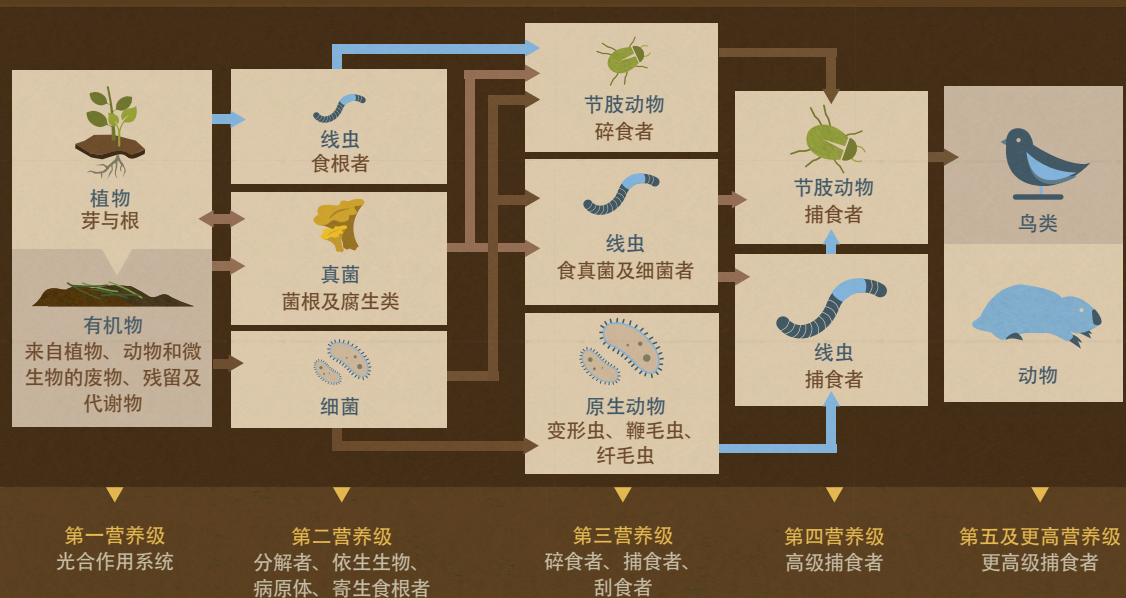 植物
芽与根
有机物
来自植物、动物和微
生物的废物、残留及
代谢物
线虫
食根者
真菌
菌根及腐生类
细菌
节肢动物
碎食者
线虫
食真菌及细菌者
原生动物
变形虫、鞭毛虫、
纤毛虫
节肢动物
捕食者
线虫
捕食者
鸟类
动物
第一营养级
光合作用系统
第二营养级
分解者、依生生物、
病原体、寄生食根者
第三营养级
碎食者、捕食者、
刮食者
第四营养级
高级捕食者
第五及更高营养级
更高级捕食者